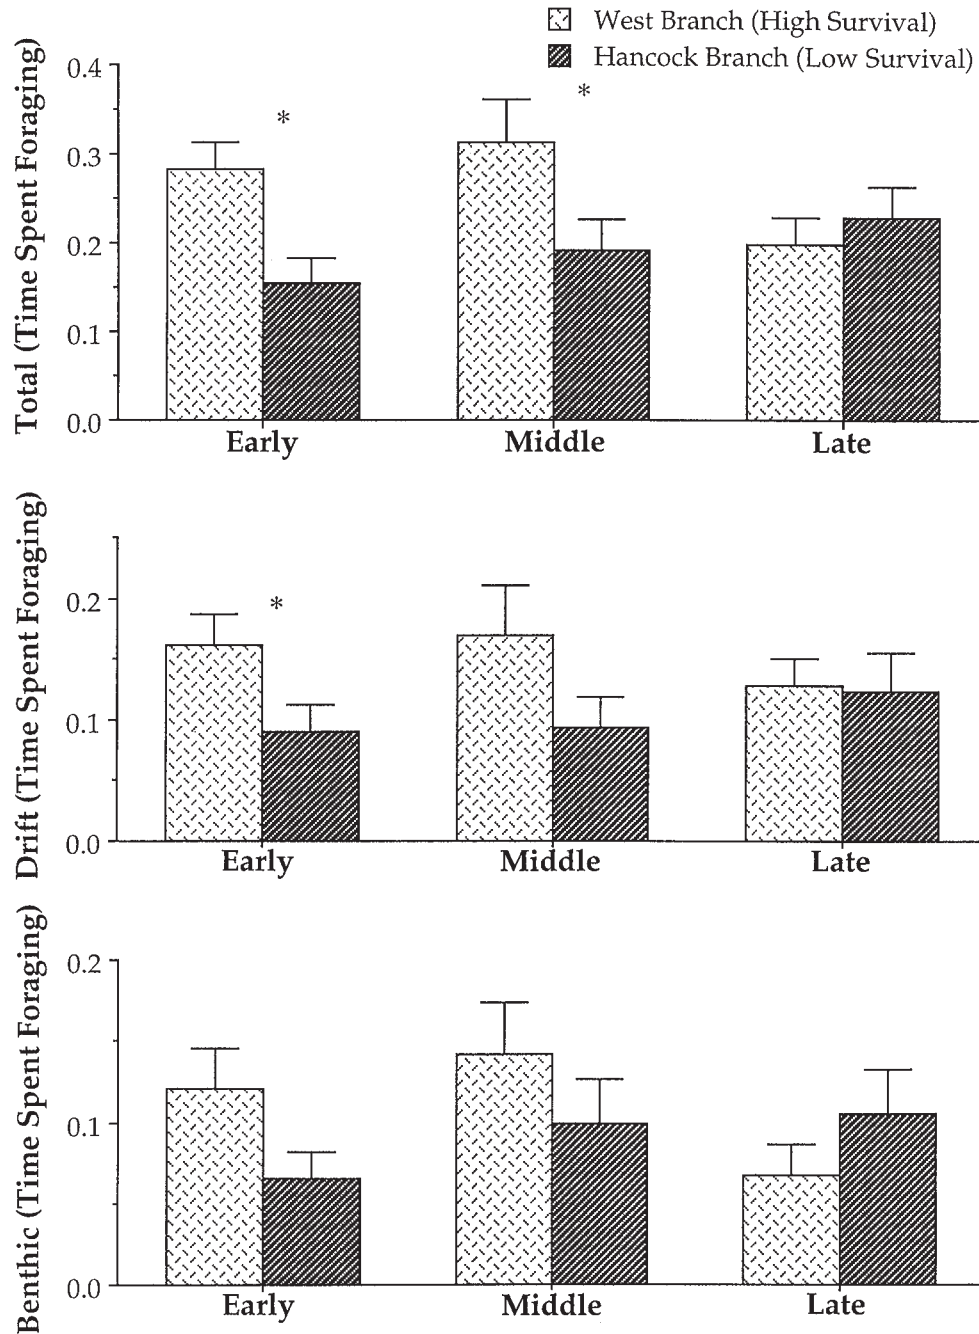 West Branch (High Survival)
Hancock Branch (Low Survival)
Total (Time Spent Foraging)
0.4
0.3
0.2
0.1
0.0
*
*
Early
Middle
Late
Drift (Time Spent Foraging)
0.2
0.1
0.0
*
Early
Middle
Late
Benthic (Time Spent Foraging)
0.2
0.1
0.0
Early
Middle
Late